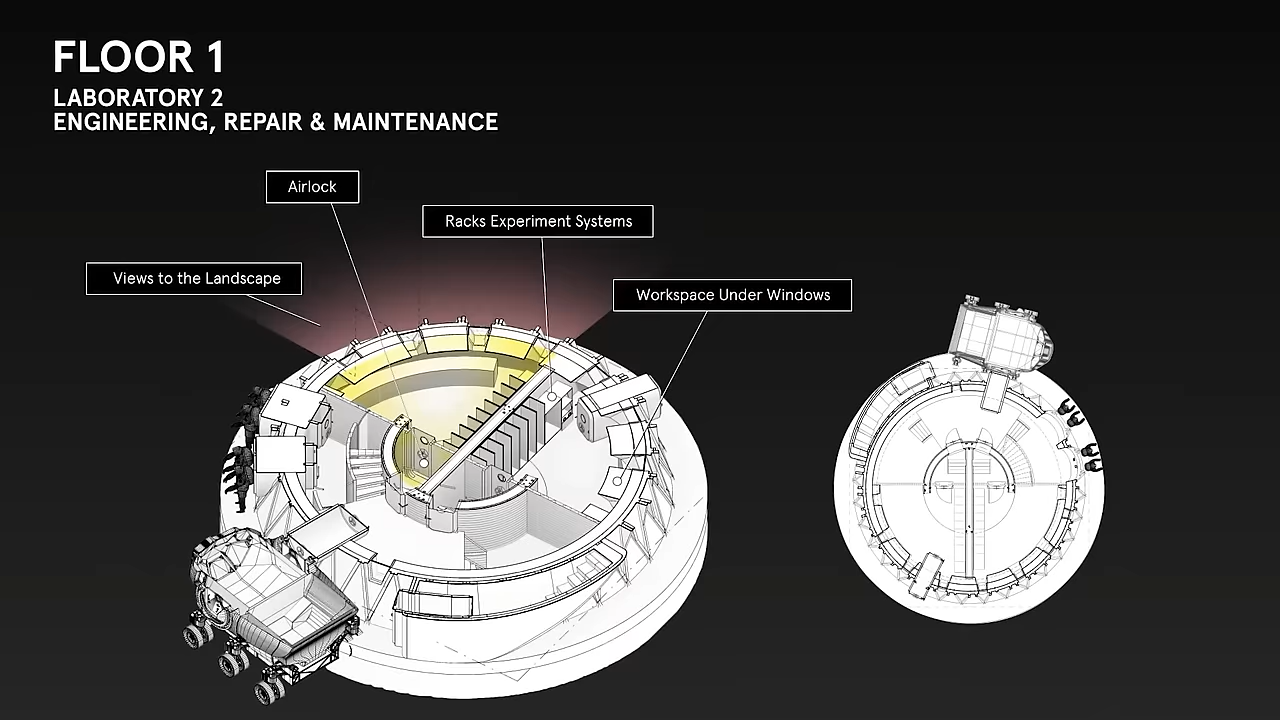 FLOOR 1
LABORATORY 2
ENGINEERING, REPAIR & MAINTENANCE
Airlock
Racks Experiment Systems
Views to the Landscape
Workspace Under Windows